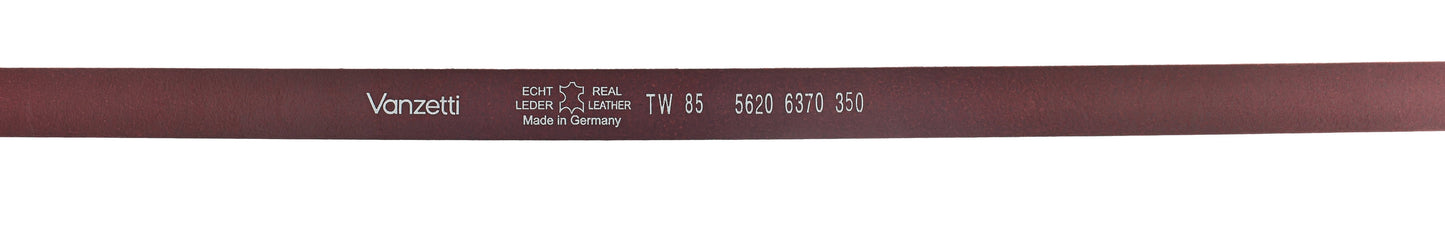 Vanzetti
ECHT REAL
LEDER LEATHER
Made in Germany
TW 85 5620 6370 350